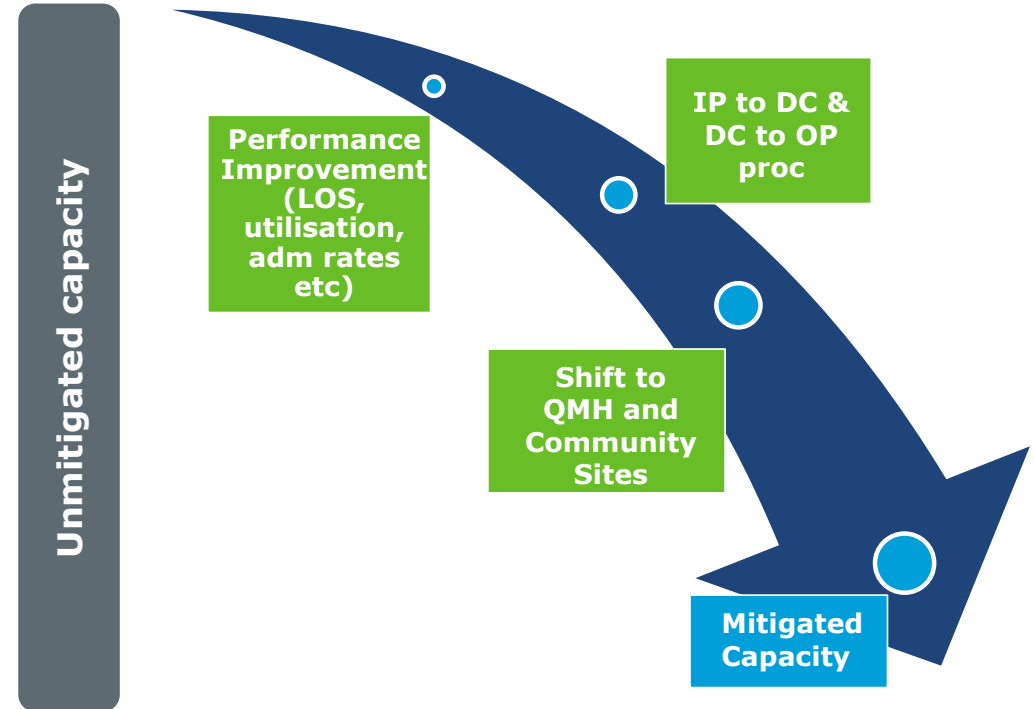 Unmitigated capacity
Performance
Improvement
(LOS,
utilisation,
adm rates
etc)
IP to DC &
DC to OP
proc
Shift to
QMH and
Community
Sites
Mitigated
Capacity